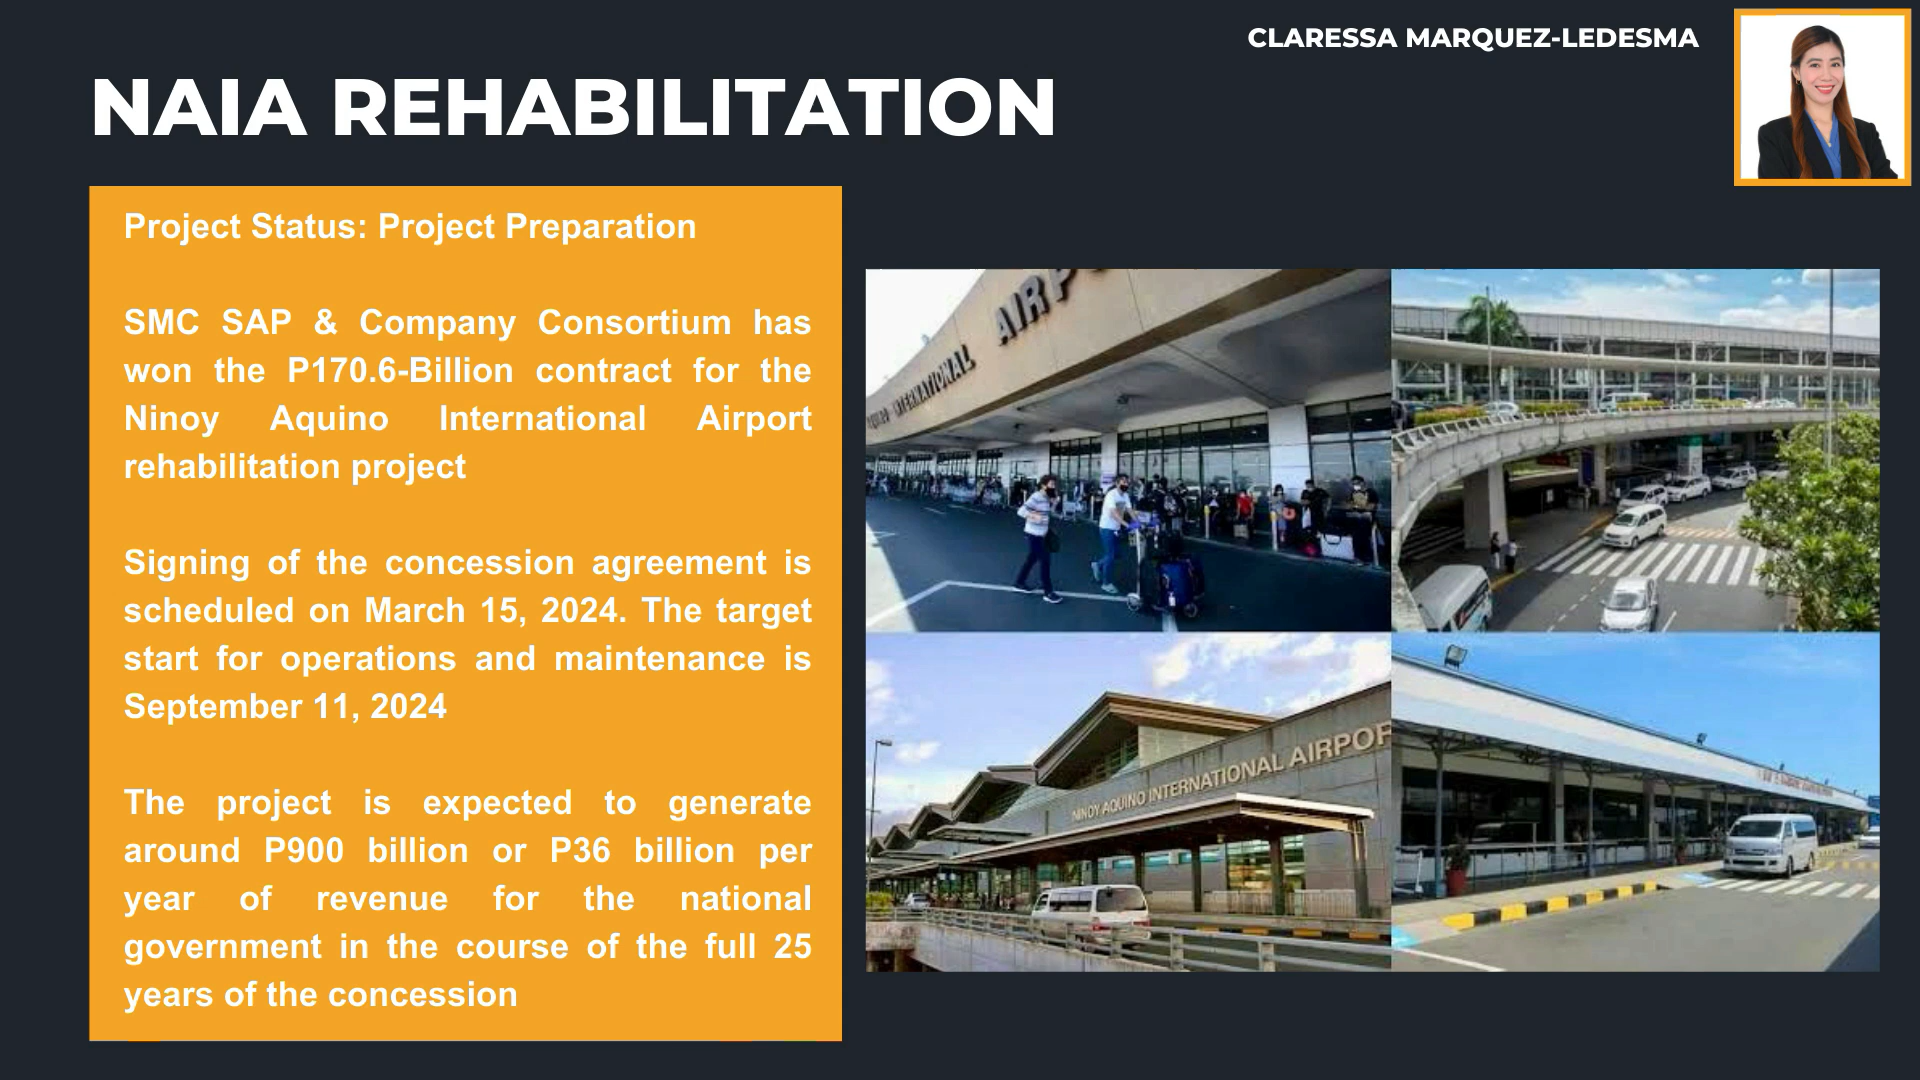 CLARESSA MARQUEZ-LEDESMA
NAIA REHABILITATION
Project Status: Project Preparation
SMC SAP & Company Consortium has
won the P170.6-Billion contract for the
Ninoy Aquino International Airport
rehabilitation project
Signing of the concession agreement is
scheduled on March 15, 2024. The target
start for operations and maintenance is
September 11, 2024
The project is expected to generate
around P900 billion or P36 billion per
year of revenue for the national
government in the course of the full 25
years of the concession
INTERNATIONAL AIRPO
NINOY AQUINO INTERNATIONAL AIRPOR